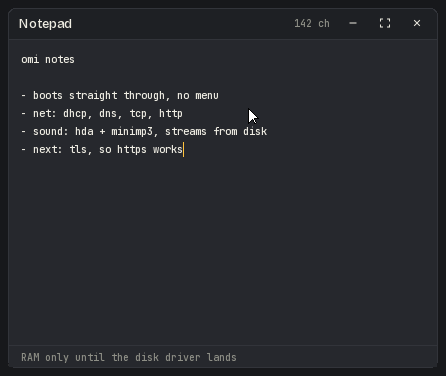 Notepad 142 ch
omi notes
- boots straight through, no menu
- net: dhcp, dns, tcp, http
- sound: hda + minimp3, streams from disk
- next: tls, so https works
RAM only until the disk driver lands